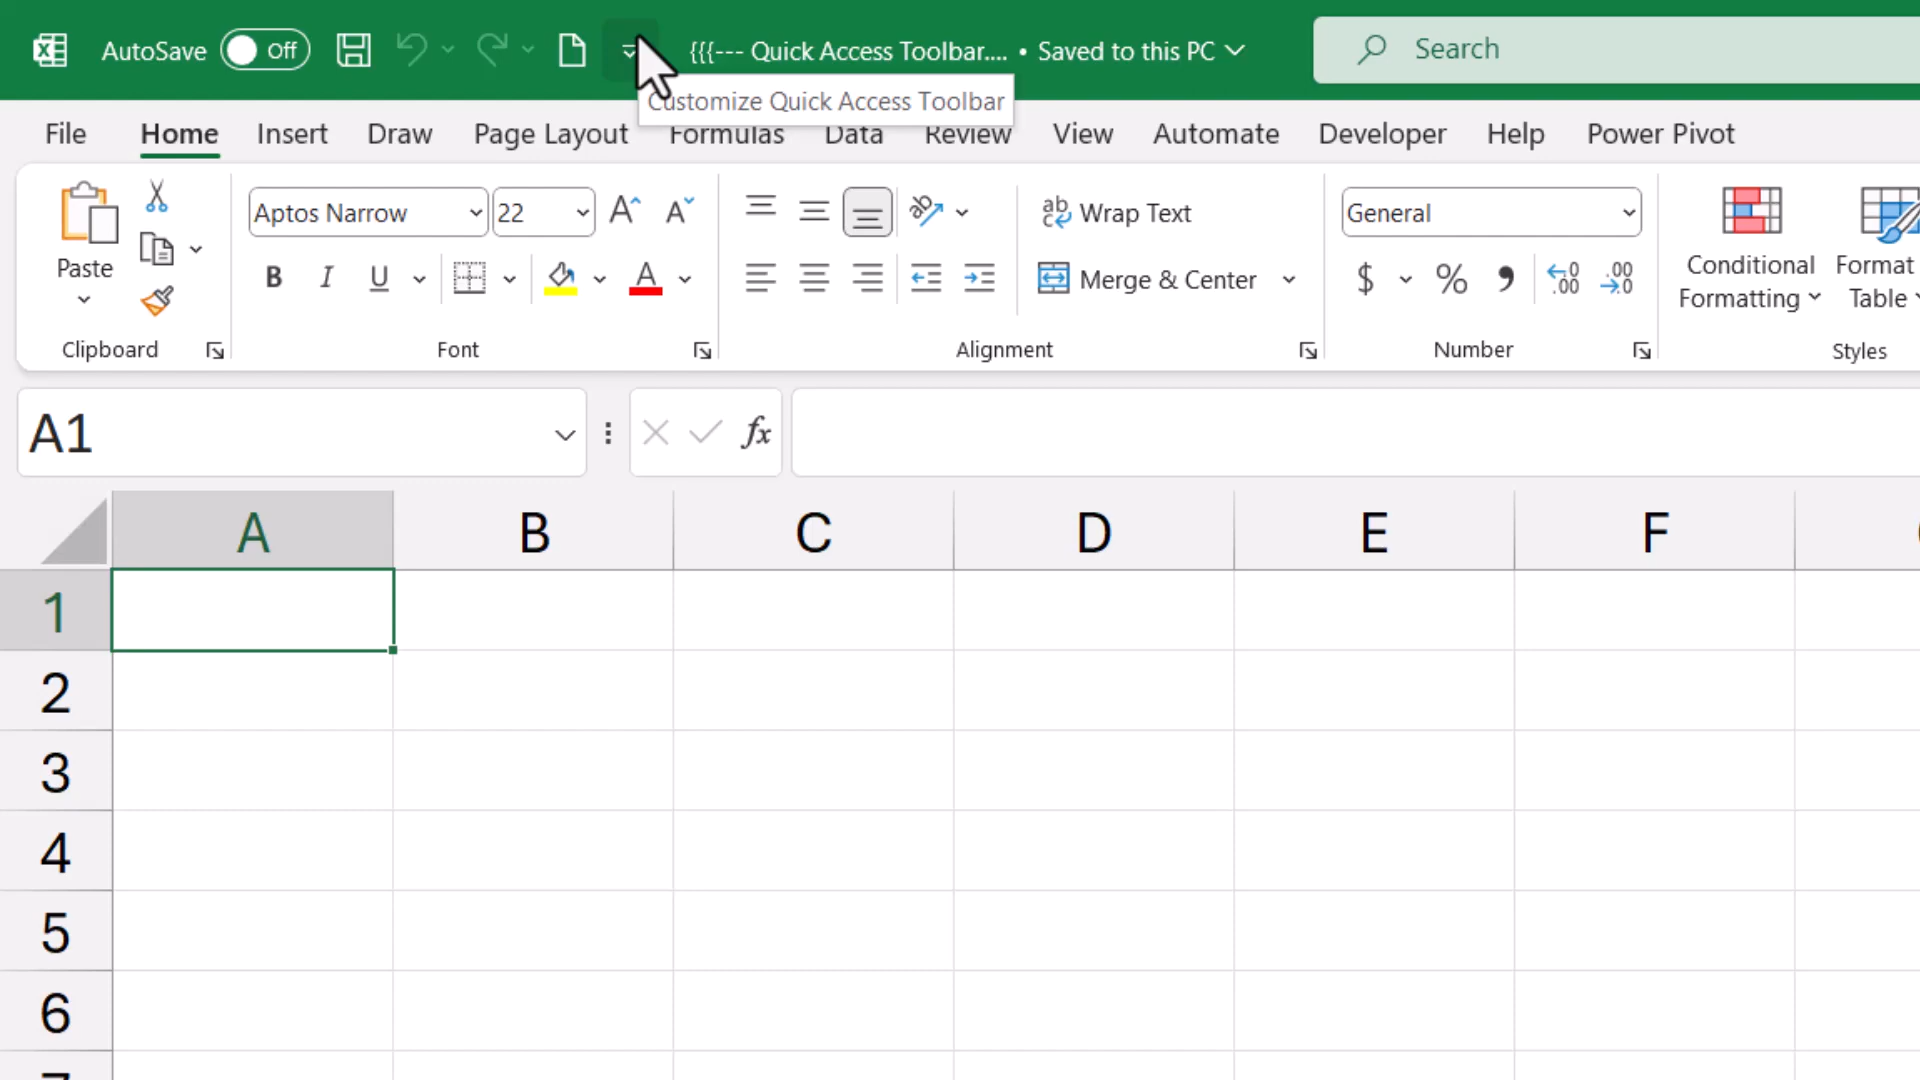 AutoSave Off {{{--- Quick Access Toolbar.... • Saved to this PC Search
Customize Quick Access Toolbar
File Home Insert Draw Page Layout Formulas Data Review View Automate Developer Help Power Pivot
Paste
Clipboard
Aptos Narrow 22
B I U
Font
Wrap Text
Merge & Center
Alignment
General
$ % ,
Number
Conditional
Formatting
Format
Table
Styles
A1
fx
A B C D E F
1
2
3
4
5
6